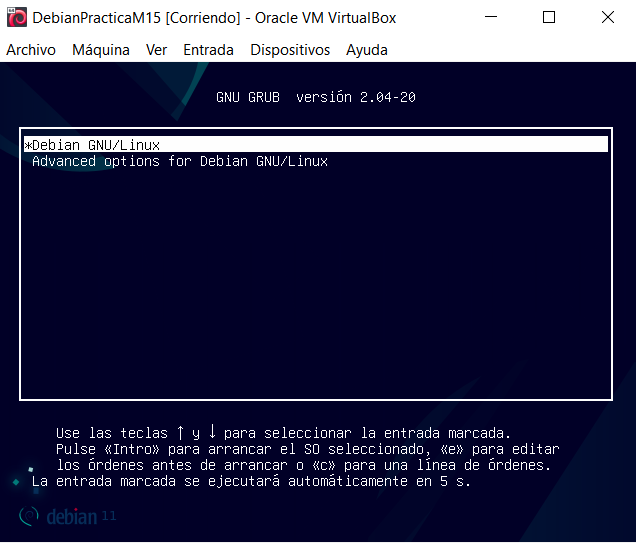 DebianPracticaM15 [Corriendo] - Oracle VM VirtualBox
Archivo Máquina Ver Entrada Dispositivos Ayuda
GNU GRUB versión 2.04-20
*Debian GNU/Linux
Advanced options for Debian GNU/Linux
Use las teclas ↑ y ↓ para seleccionar la entrada marcada.
Pulse «Intro» para arrancar el SO seleccionado, «e» para editar
los órdenes antes de arrancar o «c» para una línea de órdenes.
La entrada marcada se ejecutará automáticamente en 5 s.
debian 11